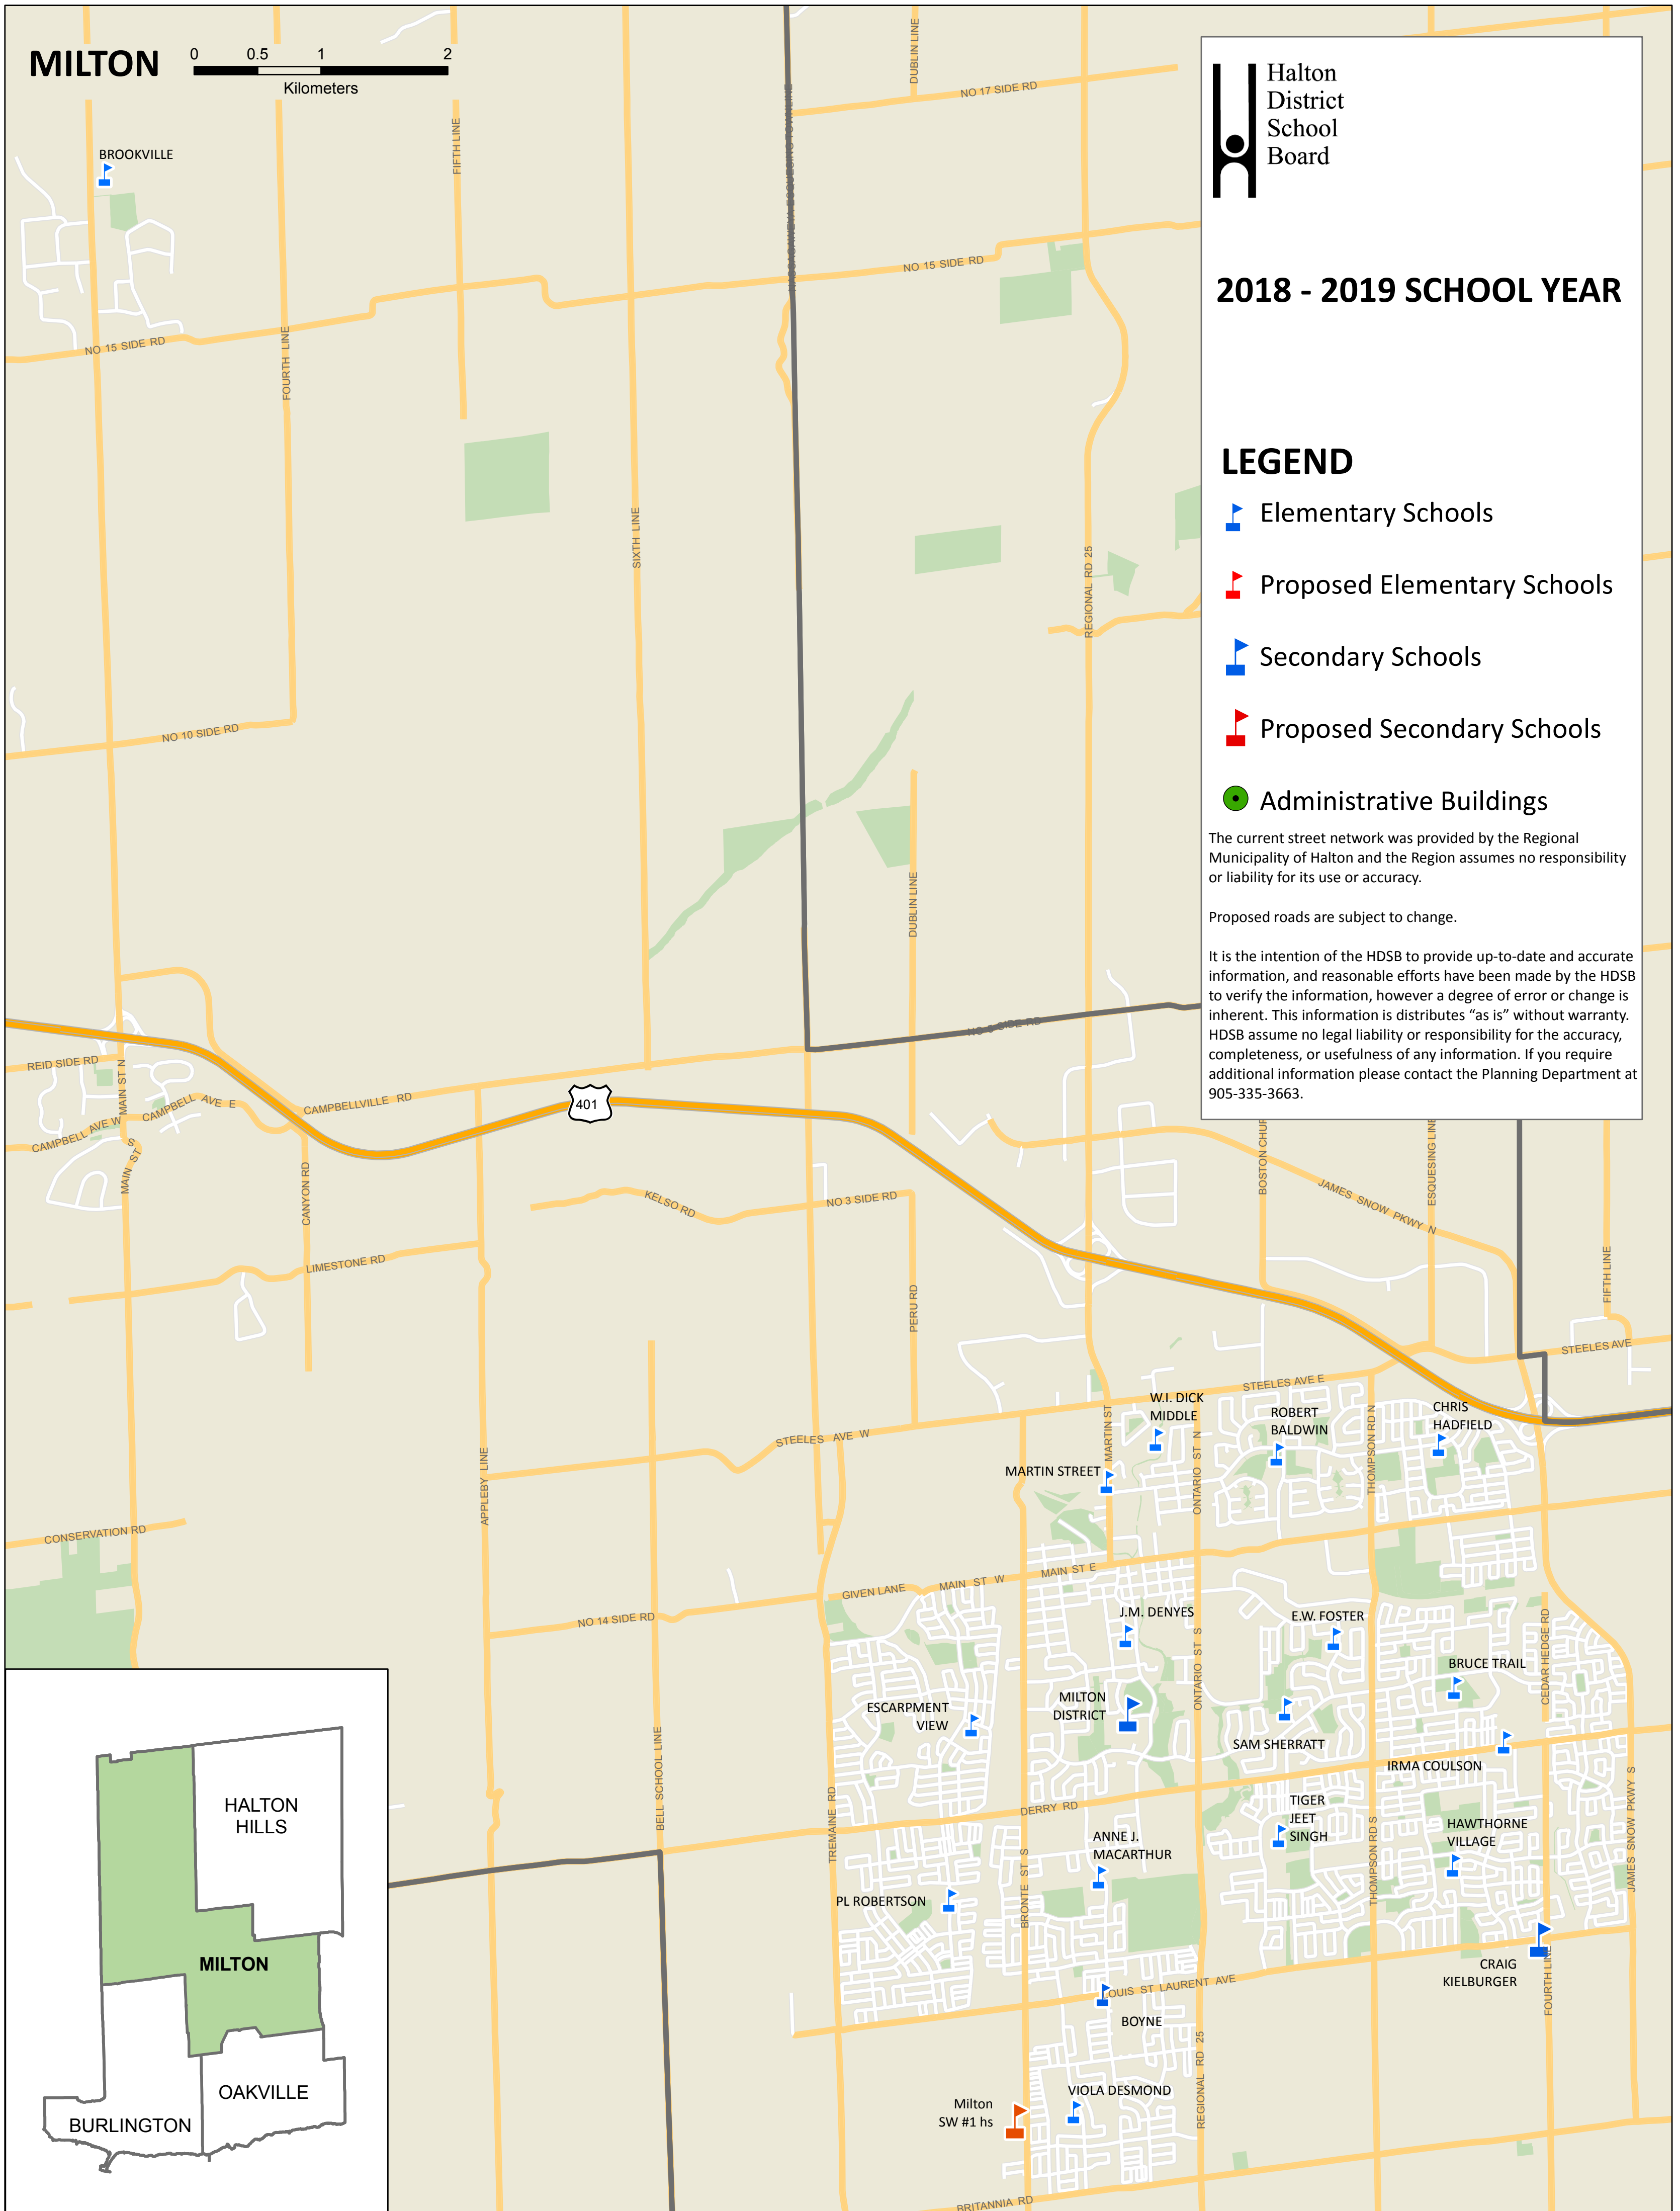 MILTON
0 0.5 1 2
Kilometers
Halton
District
School
Board
2018 - 2019 SCHOOL YEAR
LEGEND
Elementary Schools
Proposed Elementary Schools
Secondary Schools
Proposed Secondary Schools
Administrative Buildings
The current street network was provided by the Regional
Municipality of Halton and the Region assumes no responsibility
or liability for its use or accuracy.
Proposed roads are subject to change.
It is the intention of the HDSB to provide up-to-date and accurate
information, and reasonable efforts have been made by the HDSB
to verify the information, however a degree of error or change is
inherent. This information is distributes “as is” without warranty.
HDSB assume no legal liability or responsibility for the accuracy,
completeness, or usefulness of any information. If you require
additional information please contact the Planning Department at
905-335-3663.
DUBLIN LINE
NO 17 SIDE RD
FIFTH LINE
BROOKVILLE
NO 15 SIDE RD
NO 15 SIDE RD
FOURTH LINE
SIXTH LINE
REGIONAL RD 25
NO 10 SIDE RD
DUBLIN LINE
NO 5 SIDE RD
REID SIDE RD
MAIN ST N
CAMPBELL AVE E
CAMPBELL AVE W
CAMPBELLVILLE RD
401
MAIN ST S
CANYON RD
KELSO RD
NO 3 SIDE RD
BOSTON CHUR
ESQUESING LINE
JAMES SNOW PKWY N
LIMESTONE RD
PERU RD
FIFTH LINE
STEELES AVE
STEELES AVE E
W.I. DICK
MIDDLE
ROBERT
BALDWIN
CHRIS
HADFIELD
MARTIN ST
ONTARIO ST N
THOMPSON RD N
STEELES AVE W
MARTIN STREET
APPLEBY LINE
CONSERVATION RD
MAIN ST E
MAIN ST W
GIVEN LANE
NO 14 SIDE RD
J.M. DENYES
E.W. FOSTER
ONTARIO ST S
CEDAR HEDGE RD
BRUCE TRAIL
ESCARPMENT
VIEW
MILTON
DISTRICT
SAM SHERRATT
IRMA COULSON
BELL SCHOOL LINE
TREMAINE RD
DERRY RD
TIGER
JEET
SINGH
ANNE J.
MACARTHUR
HAWTHORNE
VILLAGE
JAMES SNOW PKWY S
THOMPSON RD S
BRONTE ST S
PL ROBERTSON
CRAIG
KIELBURGER
FOURTH LINE
OUIS ST LAURENT AVE
BOYNE
REGIONAL RD 25
VIOLA DESMOND
Milton
SW #1 hs
BRITANNIA RD
HALTON
HILLS
MILTON
OAKVILLE
BURLINGTON